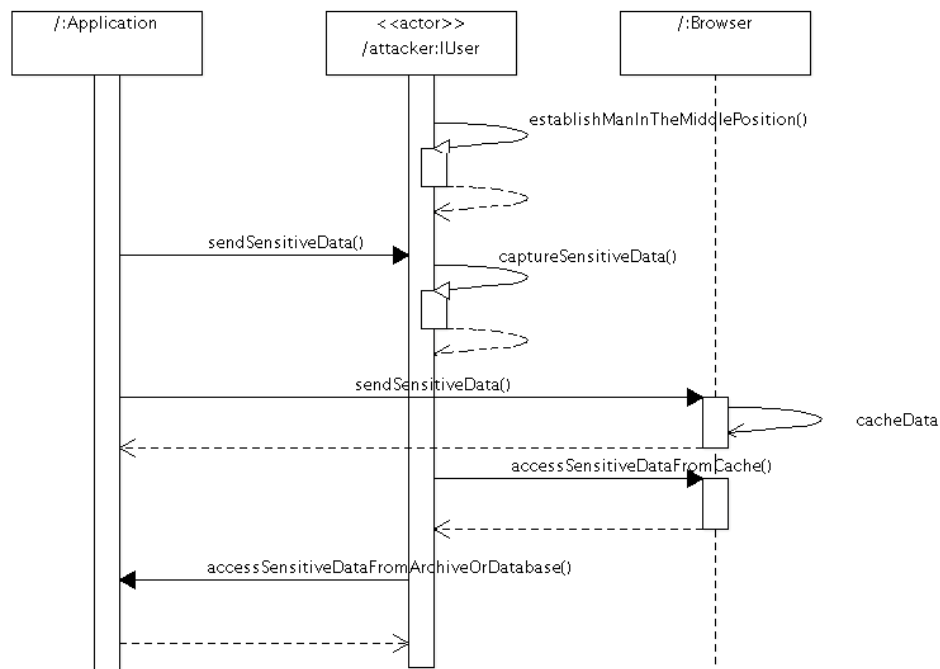 /:Application
<<actor>>
/attacker:IUser
/:Browser
establishManInTheMiddlePosition()
sendSensitiveData()
captureSensitiveData()
sendSensitiveData()
cacheData
accessSensitiveDataFromCache()
accessSensitiveDataFromArchiveOrDatabase()